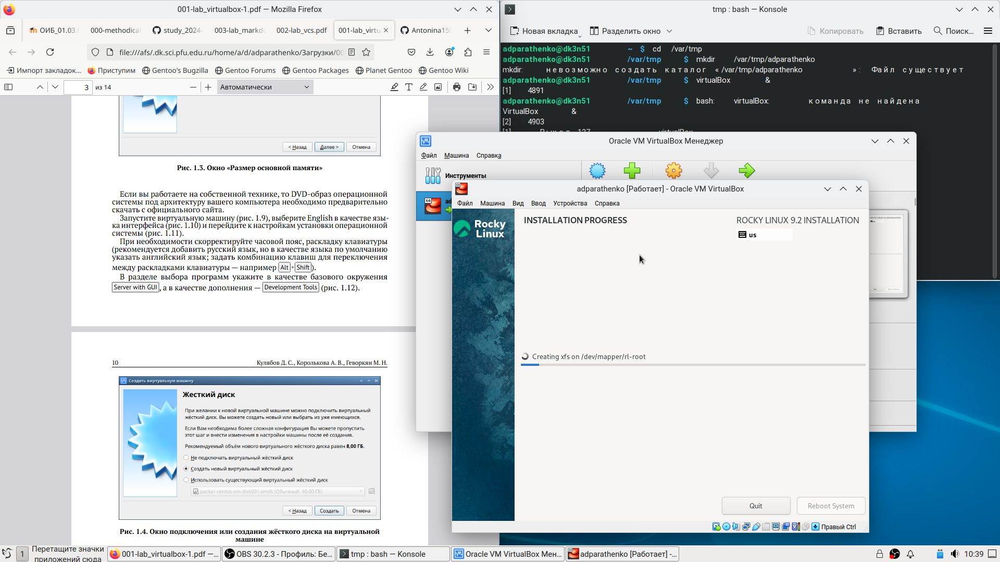 001-lab_virtualbox-1.pdf — Mozilla Firefox
ОИБ_01.03.
000-methodical
study_2024-
003-lab_markdo
002-lab_vcs.pdf
001-lab_virtu
Antonina150
file:///afs/.dk.sci.pfu.edu.ru/home/a/d/adparathenko/Загрузки/00
Импорт закладок...
Приступим
Gentoo's Bugzilla
Gentoo Forums
Gentoo Packages
Planet Gentoo
Gentoo Wiki
3 из 14
Автоматически
< Назад
Далее >
Отмена
Рис. 1.3. Окно «Размер основной памяти»
Если вы работаете на собственной технике, то DVD-образ операционной
системы под архитектуру вашего компьютера необходимо предварительно
скачать с официального сайта.
Запустите виртуальную машину (рис. 1.9), выберите English в качестве язы-
ка интерфейса (рис. 1.10) и перейдите к настройкам установки операционной
системы (рис. 1.11).
При необходимости скорректируйте часовой пояс, раскладку клавиатуры
(рекомендуется добавить русский язык, но в качестве языка по умолчанию
указать английский язык; задать комбинацию клавиш для переключения
между раскладками клавиатуры — например Alt + Shift).
В разделе выбора программ укажите в качестве базового окружения
Server with GUI, а в качестве дополнения — Development Tools (рис. 1.12).
10
Кулябов Д. С., Королькова А. В., Геворкян М. Н.
Создать виртуальную машину
Жесткий диск
При желании к новой виртуальной машине можно подключить виртуальный
жёсткий диск. Вы можете создать новый или выбрать из уже имеющихся.
Если Вам необходима более сложная конфигурация Вы можете пропустить
этот шаг и внести изменения в настройки машины после её создания.
Рекомендуемый объём нового виртуального жёсткого диска равен 8,00 ГБ.
Не подключать виртуальный жёсткий диск
Создать новый виртуальный жёсткий диск
Использовать существующий виртуальный жёсткий диск
packer-centos-vm-disk001.vmdk (Обычный, 40,00 ГБ)
< Назад
Создать
Отмена
Рис. 1.4. Окно подключения или создания жёсткого диска на виртуальной
машине
tmp : bash — Konsole
Новая вкладка
Разделить окно
Копировать
Вставить
Поиск...
adparathenko@dk3n51 ~ $ cd /var/tmp
adparathenko@dk3n51 /var/tmp $ mkdir /var/tmp/adparathenko
mkdir: невозможно создать каталог «/var/tmp/adparathenko»: Файл существует
adparathenko@dk3n51 /var/tmp $ virtualBox &
[1] 4891
adparathenko@dk3n51 /var/tmp $ bash: virtualBox: команда не найдена
VirtualBox &
[2] 4903
[1] Выход 127 virtualBox
Oracle VM VirtualBox Менеджер
Файл
Машина
Справка
Инструменты
64
ad
adparathenko [Работает] - Oracle VM VirtualBox
Файл
Машина
Вид
Ввод
Устройства
Справка
Rocky
Linux
INSTALLATION PROGRESS
ROCKY LINUX 9.2 INSTALLATION
us
Creating xfs on /dev/mapper/rl-root
Quit
Reboot System
Правый Ctrl
1
Перетащите значки
приложений сюда
001-lab_virtualbox-1.pdf —...
OBS 30.2.3 - Профиль: Бе...
tmp : bash — Konsole
Oracle VM VirtualBox Мен...
adparathenko [Работает] -...
10:39